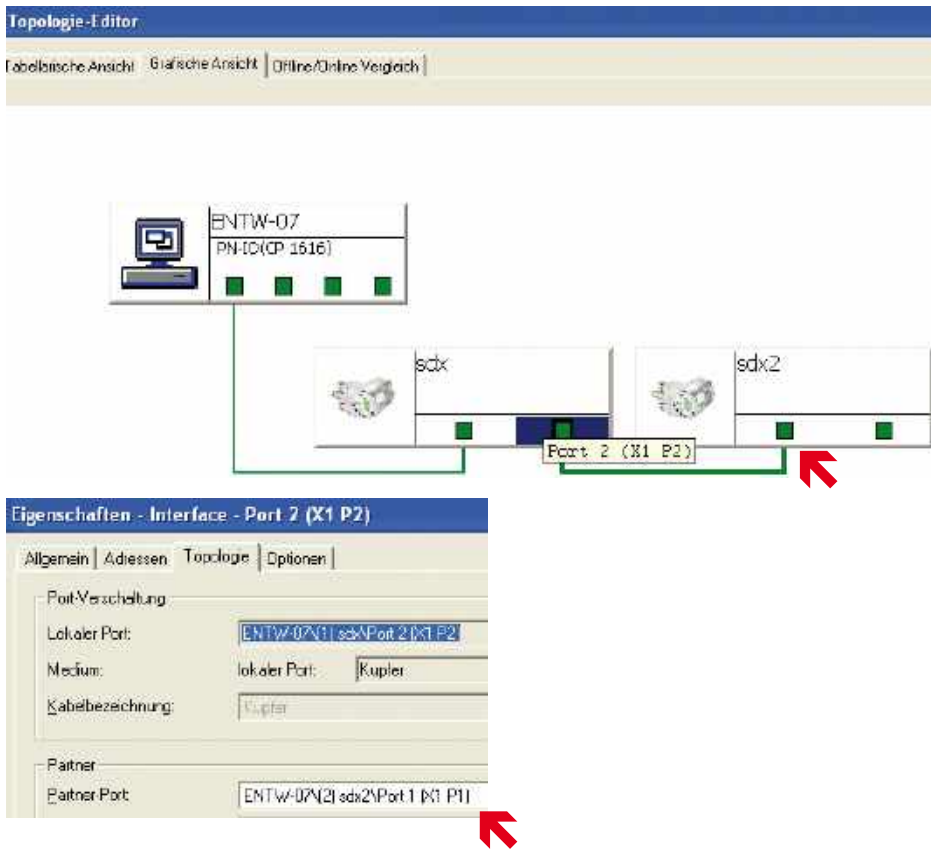 Topologie-Editor
Tabellarische Ansicht Grafische Ansicht Offline/Online Vergleich
ENTW-07
PN-IO(CP 1616)
sdx
sdx2
Port 2 (X1 P2)
Eigenschaften - Interface - Port 2 (X1 P2)
Allgemein Adressen Topologie Optionen
Port-Verschaltung
Lokaler Port: ENTW-07\(1) sdx\Port 2 (X1 P2)
Medium: lokaler Port: Kupfer
Kabelbezeichnung: Kupfer
Partner
Partner Port: ENTW-07\(2) sdx2\Port 1 (X1 P1)